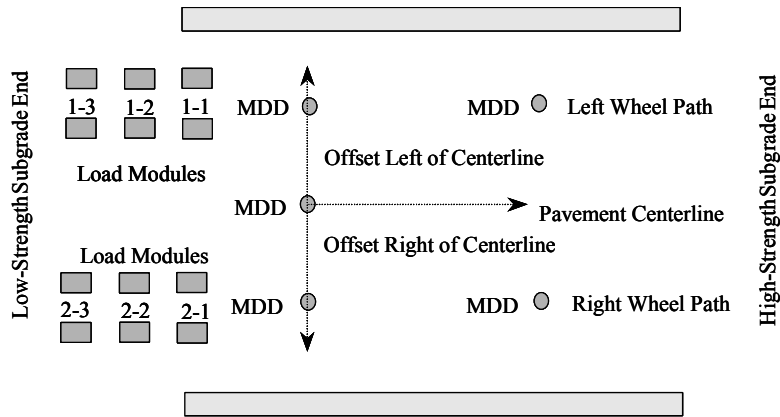 Low-Strength Subgrade End
1-3 1-2 1-1
MDD
MDD
Left Wheel Path
Load Modules
Offset Left of Centerline
MDD
Pavement Centerline
Offset Right of Centerline
Load Modules
2-3 2-2 2-1
MDD
MDD
Right Wheel Path
High-Strength Subgrade End